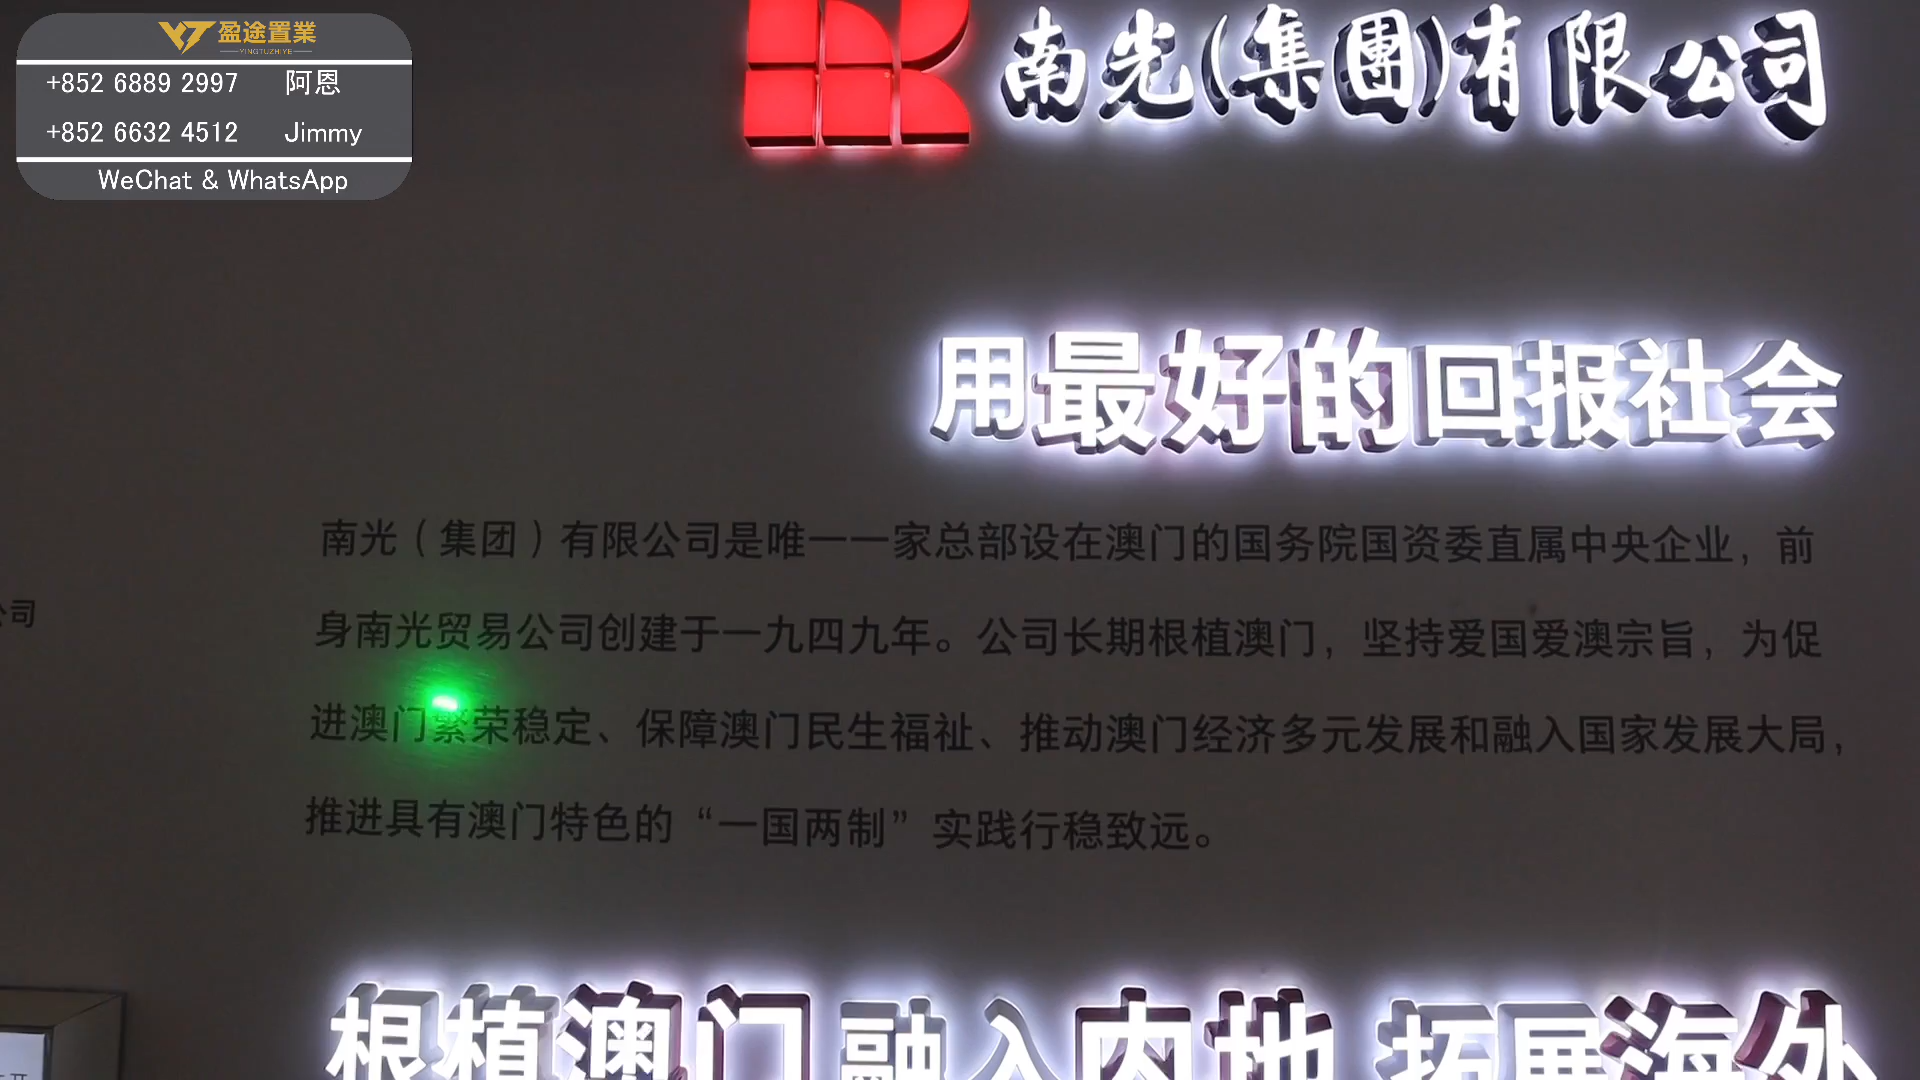 盈途置業
YINGTUZHIYE
+852 6889 2997 阿恩
+852 6632 4512 Jimmy
WeChat & WhatsApp
南光(集團)有限公司
用最好的回报社会
南光（集团）有限公司是唯一一家总部设在澳门的国务院国资委直属中央企业，前
身南光贸易公司创建于一九四九年。公司长期根植澳门，坚持爱国爱澳宗旨，为促
进澳门繁荣稳定、保障澳门民生福祉、推动澳门经济多元发展和融入国家发展大局，
推进具有澳门特色的“一国两制”实践行稳致远。
公司
根植澳门 融入内地 拓展海外